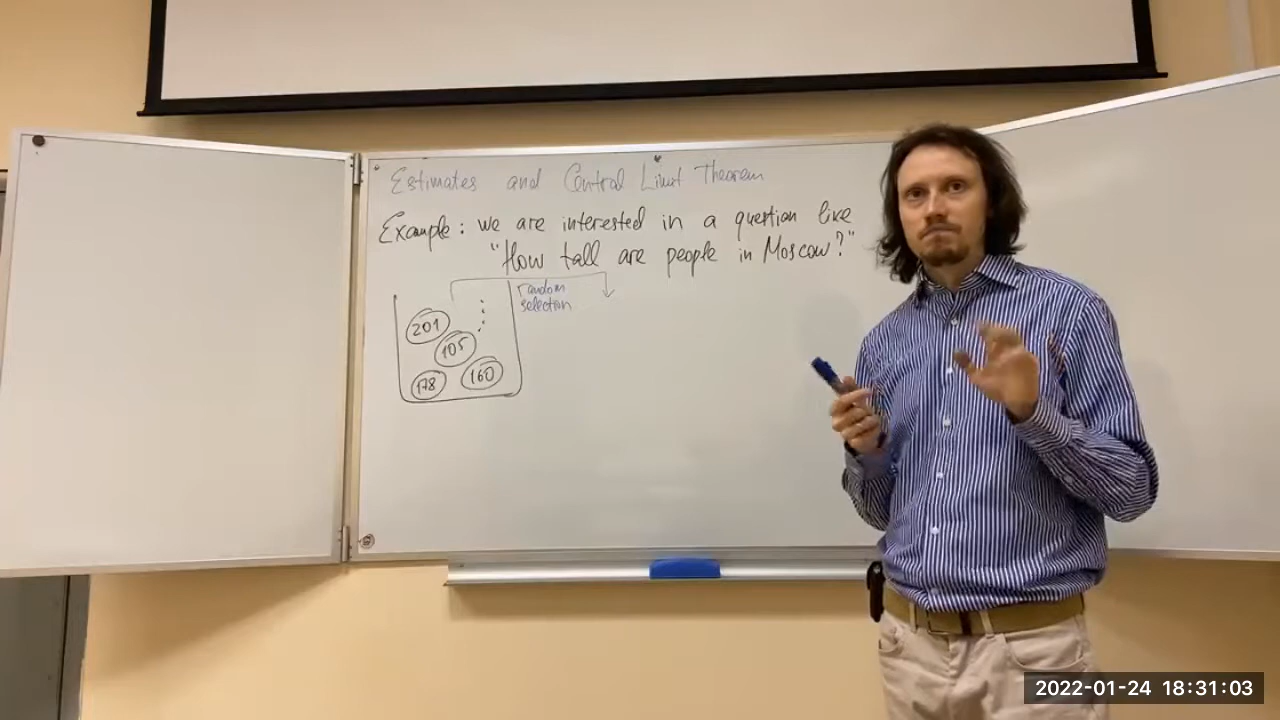 Estimates and Central Limit Theorem
Example: we are interested in a question like
"How tall are people in Moscow?"
random
selection
201
105
178
160
2022-01-24 18:31:03